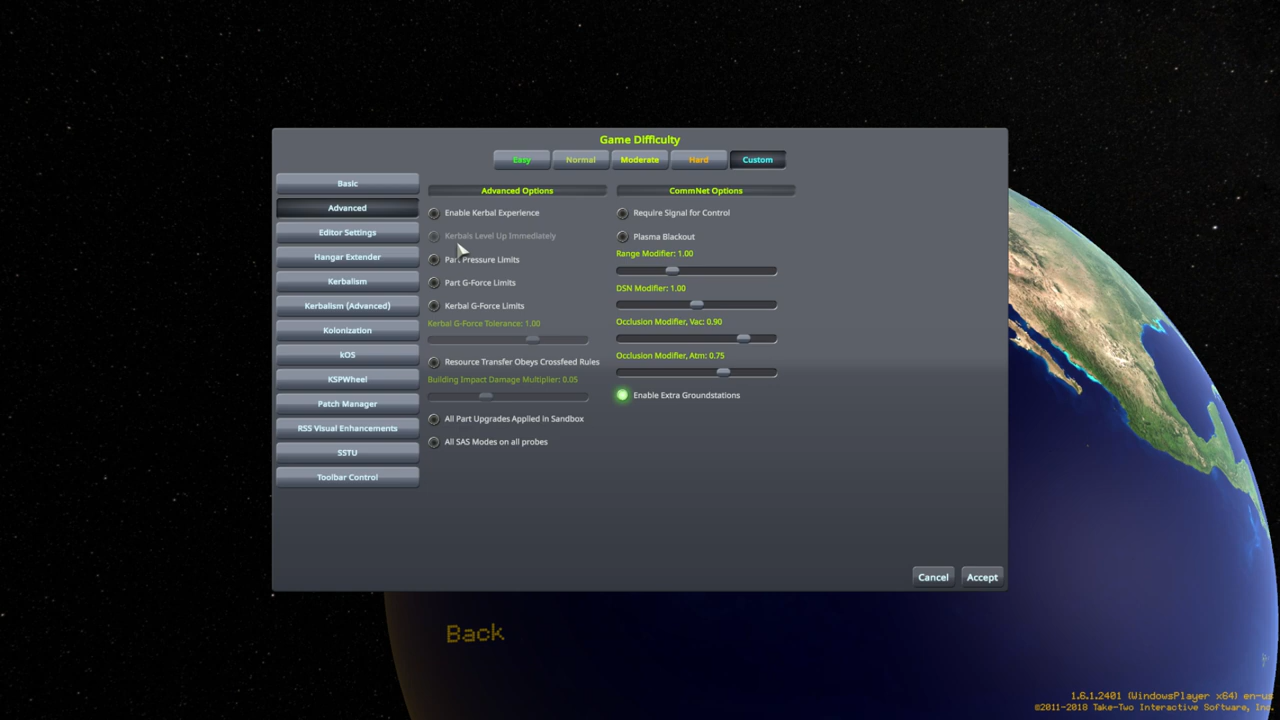 Game Difficulty
Easy Normal Moderate Hard Custom
Basic
Advanced
Editor Settings
Hangar Extender
Kerbalism
Kerbalism (Advanced)
Kolonization
kOS
KSPWheel
Patch Manager
RSS Visual Enhancements
SSTU
Toolbar Control
Advanced Options
Enable Kerbal Experience
Kerbals Level Up Immediately
Part Pressure Limits
Part G-Force Limits
Kerbal G-Force Limits
Kerbal G-Force Tolerance: 1.00
Resource Transfer Obeys Crossfeed Rules
Building Impact Damage Multiplier: 0.05
All Part Upgrades Applied in Sandbox
All SAS Modes on all probes
CommNet Options
Require Signal for Control
Plasma Blackout
Range Modifier: 1.00
DSN Modifier: 1.00
Occlusion Modifier, Vac: 0.90
Occlusion Modifier, Atm: 0.75
Enable Extra Groundstations
Cancel Accept
Back
1.6.1.2401 (WindowsPlayer x64) en-us
©2011-2018 Take-Two Interactive Software, Inc.